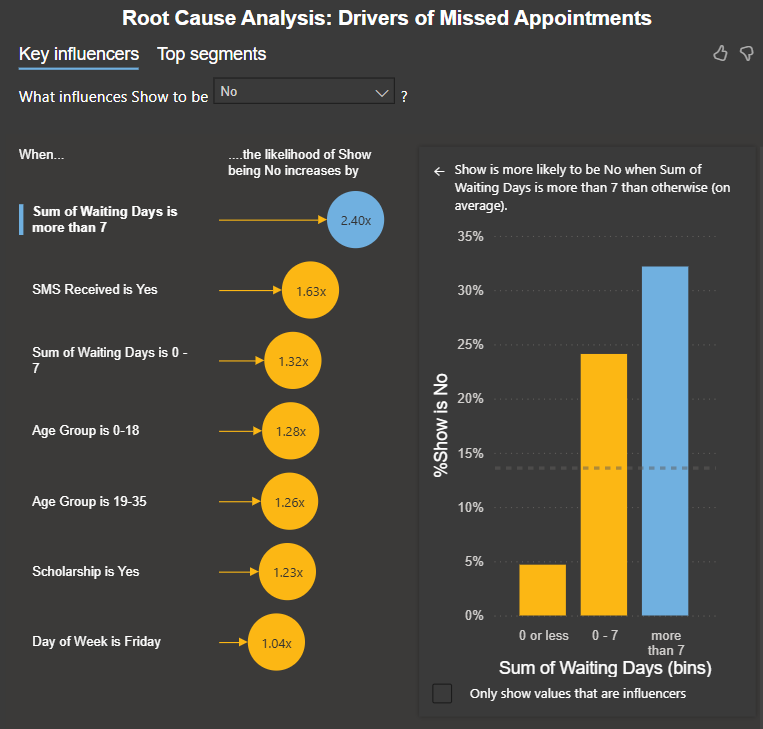 Root Cause Analysis: Drivers of Missed Appointments
Key influencers Top segments
What influences Show to be No ?
When...
....the likelihood of Show
being No increases by
Sum of Waiting Days is
more than 7
2.40x
SMS Received is Yes
1.63x
Sum of Waiting Days is 0 -
7
1.32x
Age Group is 0-18
1.28x
Age Group is 19-35
1.26x
Scholarship is Yes
1.23x
Day of Week is Friday
1.04x
Show is more likely to be No when Sum of
Waiting Days is more than 7 than otherwise (on
average).
35%
30%
25%
20%
15%
10%
5%
0%
%Show is No
0 or less
0 - 7
more
than 7
Sum of Waiting Days (bins)
Only show values that are influencers